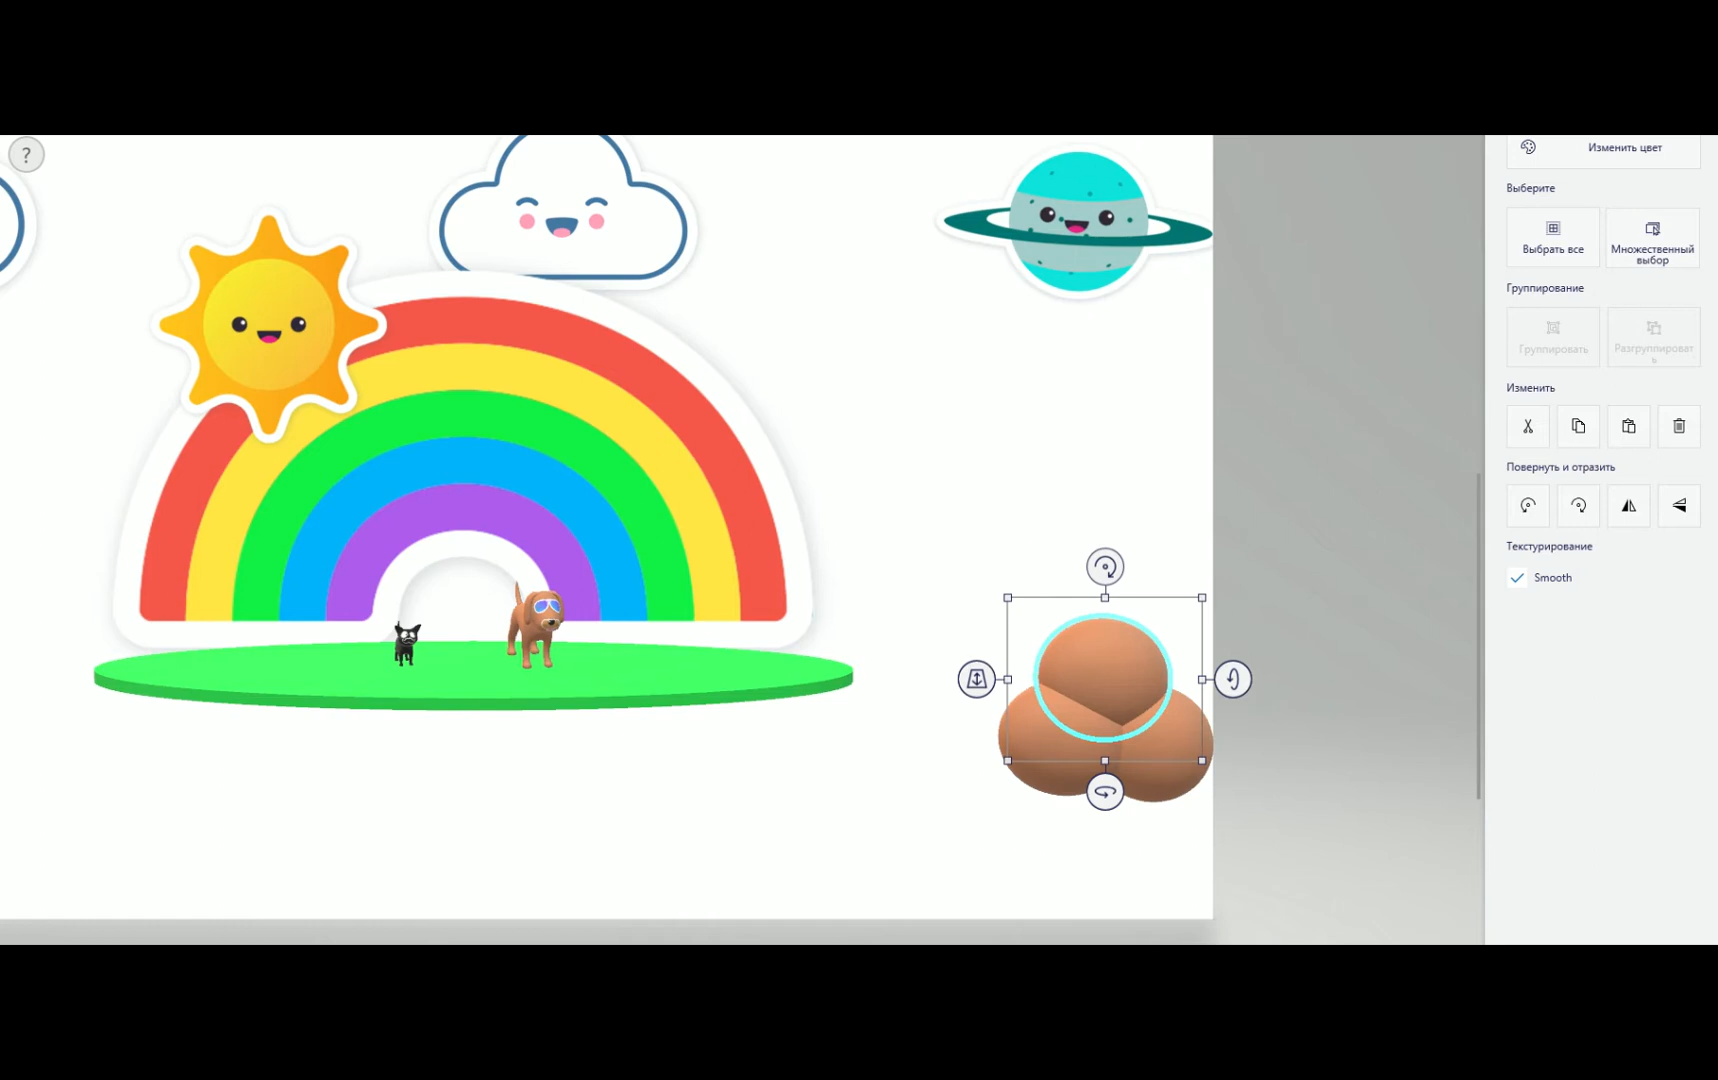 ?
Изменить цвет
Выберите
Выбрать все
Множественный
выбор
Группирование
Группировать
Разгруппироват
ь
Изменить
Повернуть и отразить
Текстурирование
Smooth